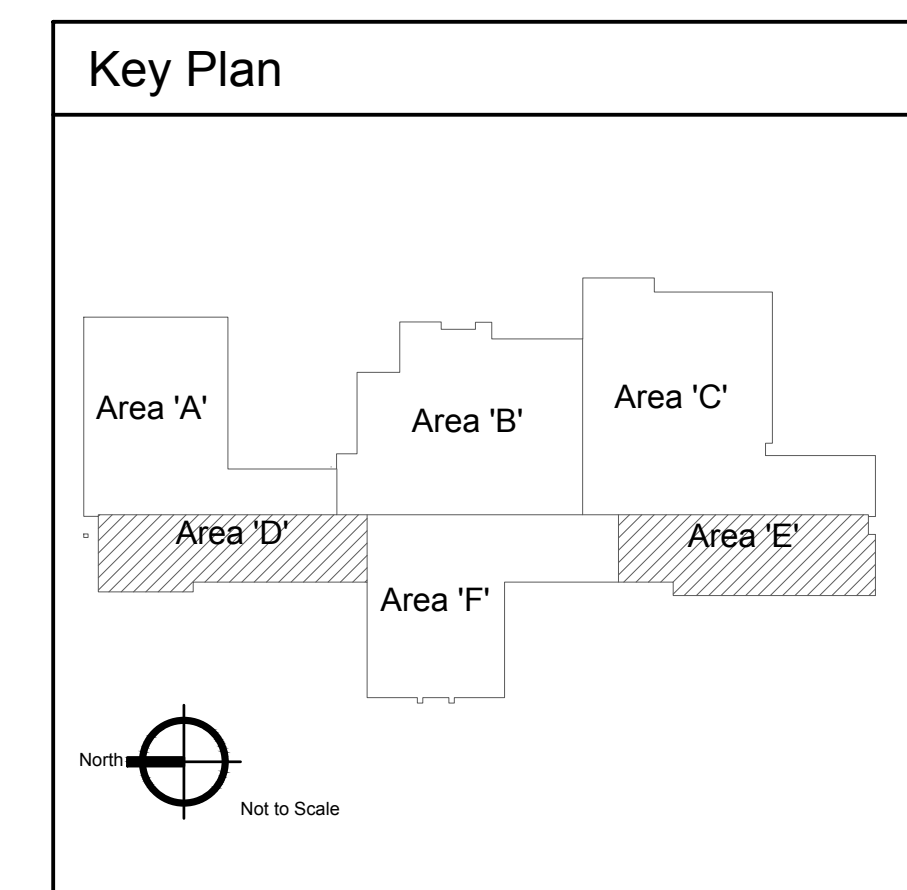 Key Plan
Area 'A'
Area 'B'
Area 'C'
Area 'D'
Area 'E'
Area 'F'
North
Not to Scale